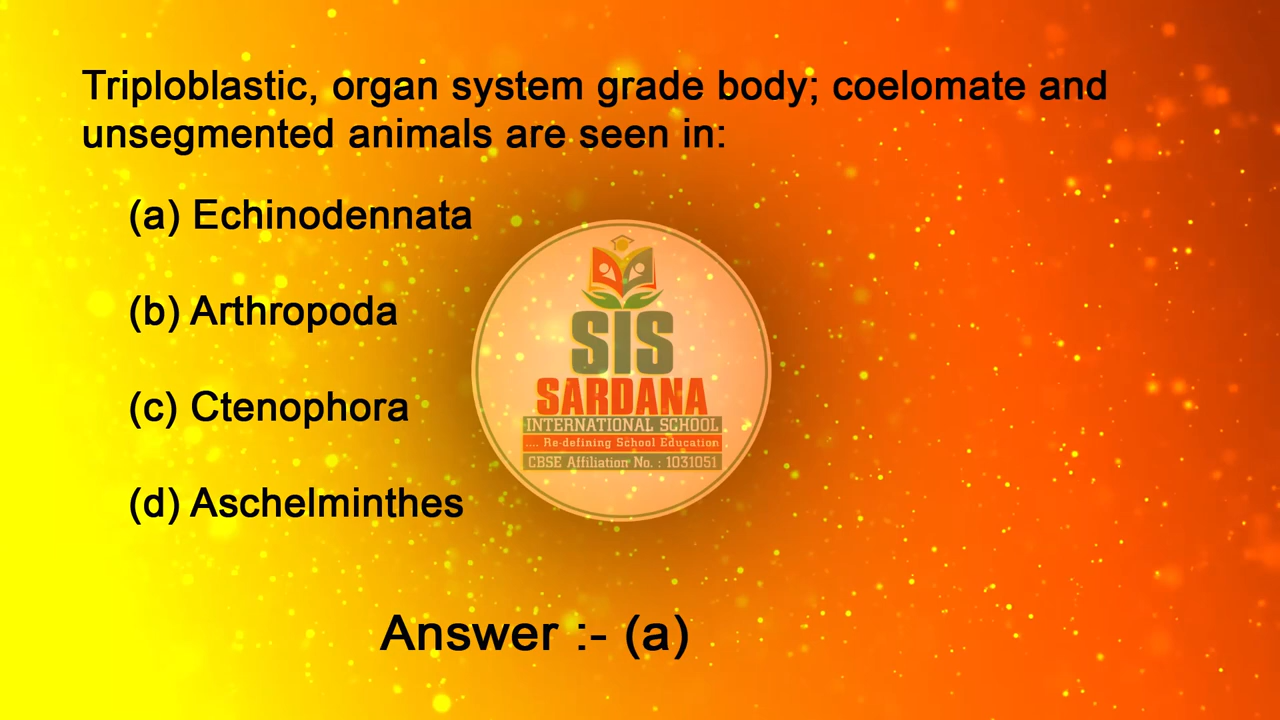 Triploblastic, organ system grade body; coelomate and
unsegmented animals are seen in:
(a) Echinodennata
(b) Arthropoda
(c) Ctenophora
(d) Aschelminthes
SIS
SARDANA
INTERNATIONAL SCHOOL
.... Re-defining School Education
CBSE Affiliation No. : 1031051
Answer :- (a)